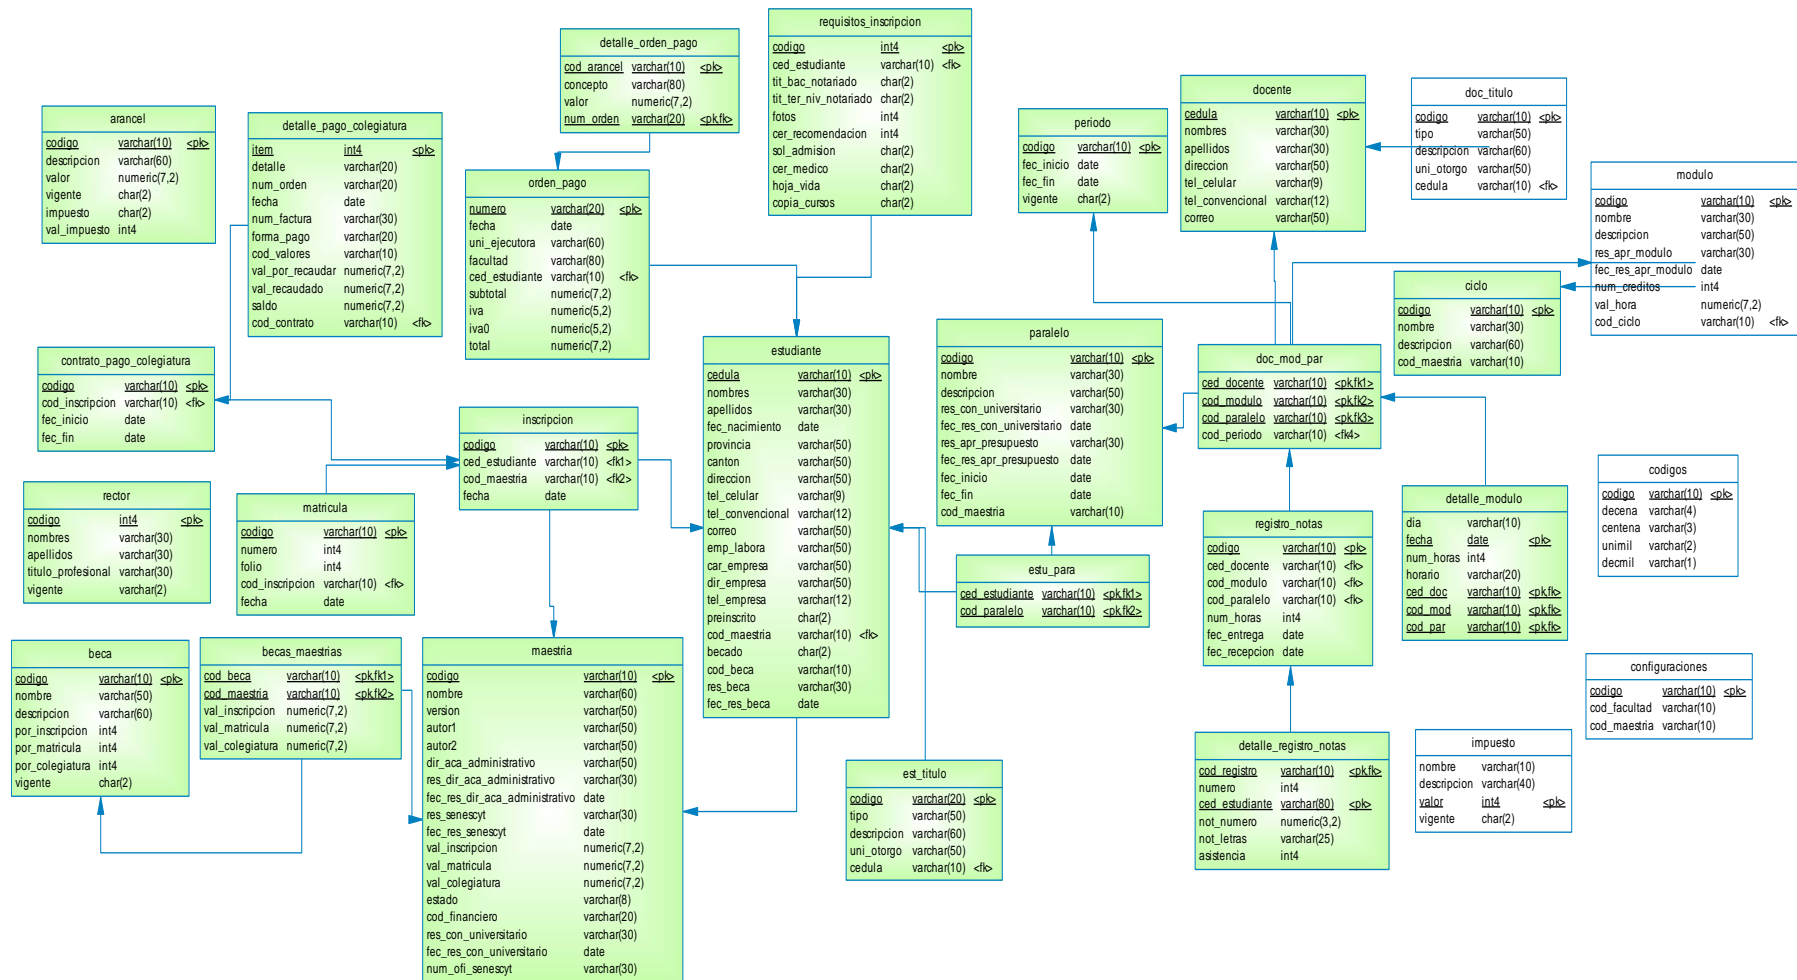 requisitos_inscripcion
codigo int4 <pk>
ced_estudiante varchar(10) <fk>
tit_bac_notariado char(2)
tit_ter_niv_notariado char(2)
fotos int4
cer_recomendacion int4
sol_admision char(2)
cer_medico char(2)
hoja_vida char(2)
copia_cursos char(2)
detalle_orden_pago
cod_arancel varchar(10) <pk>
concepto varchar(80)
valor numeric(7,2)
num_orden varchar(20) <pk,fk>
arancel
codigo varchar(10) <pk>
descripcion varchar(60)
valor numeric(7,2)
vigente char(2)
impuesto char(2)
val_impuesto int4
detalle_pago_colegiatura
item int4 <pk>
detalle varchar(20)
num_orden varchar(20)
fecha date
num_factura varchar(30)
forma_pago varchar(20)
cod_valores varchar(10)
val_por_recaudar numeric(7,2)
val_recaudado numeric(7,2)
saldo numeric(7,2)
cod_contrato varchar(10) <fk>
orden_pago
numero varchar(20) <pk>
fecha date
uni_ejecutora varchar(60)
facultad varchar(80)
ced_estudiante varchar(10) <fk>
subtotal numeric(7,2)
iva numeric(5,2)
iva0 numeric(5,2)
total numeric(7,2)
periodo
codigo varchar(10) <pk>
fec_inicio date
fec_fin date
vigente char(2)
docente
cedula varchar(10) <pk>
nombres varchar(30)
apellidos varchar(30)
direccion varchar(50)
tel_celular varchar(9)
tel_convencional varchar(12)
correo varchar(50)
doc_titulo
codigo varchar(10) <pk>
tipo varchar(50)
descripcion varchar(60)
uni_otorgo varchar(50)
cedula varchar(10) <fk>
modulo
codigo varchar(10) <pk>
nombre varchar(30)
descripcion varchar(50)
res_apr_modulo varchar(30)
fec_res_apr_modulo date
num_creditos int4
val_hora numeric(7,2)
cod_ciclo varchar(10) <fk>
ciclo
codigo varchar(10) <pk>
nombre varchar(30)
descripcion varchar(60)
cod_maestria varchar(10)
contrato_pago_colegiatura
codigo varchar(10) <pk>
cod_inscripcion varchar(10) <fk>
fec_inicio date
fec_fin date
estudiante
cedula varchar(10) <pk>
nombres varchar(30)
apellidos varchar(30)
fec_nacimiento date
provincia varchar(50)
canton varchar(50)
direccion varchar(50)
tel_celular varchar(9)
tel_convencional varchar(12)
correo varchar(50)
emp_labora varchar(50)
car_empresa varchar(50)
dir_empresa varchar(50)
tel_empresa varchar(12)
preinscrito char(2)
cod_maestria varchar(10) <fk>
becado char(2)
cod_beca varchar(10)
res_beca varchar(30)
fec_res_beca date
paralelo
codigo varchar(10) <pk>
nombre varchar(30)
descripcion varchar(50)
res_con_universitario varchar(30)
fec_res_con_universitario date
res_apr_presupuesto varchar(30)
fec_res_apr_presupuesto date
fec_inicio date
fec_fin date
cod_maestria varchar(10)
doc_mod_par
ced_docente varchar(10) <pk,fk1>
cod_modulo varchar(10) <pk,fk2>
cod_paralelo varchar(10) <pk,fk3>
cod_periodo varchar(10) <fk4>
inscripcion
codigo varchar(10) <pk>
ced_estudiante varchar(10) <fk1>
cod_maestria varchar(10) <fk2>
fecha date
rector
codigo int4 <pk>
nombres varchar(30)
apellidos varchar(30)
titulo_profesional varchar(30)
vigente varchar(2)
matricula
codigo varchar(10) <pk>
numero int4
folio int4
cod_inscripcion varchar(10) <fk>
fecha date
estu_para
ced_estudiante varchar(10) <pk,fk1>
cod_paralelo varchar(10) <pk,fk2>
registro_notas
codigo varchar(10) <pk>
ced_docente varchar(10) <fk>
cod_modulo varchar(10) <fk>
cod_paralelo varchar(10) <fk>
num_horas int4
fec_entrega date
fec_recepcion date
detalle_modulo
dia varchar(10)
fecha date <pk>
num_horas int4
horario varchar(20)
ced_doc varchar(10) <pk,fk>
cod_mod varchar(10) <pk,fk>
cod_par varchar(10) <pk,fk>
codigos
codigo varchar(10) <pk>
decena varchar(4)
centena varchar(3)
unimil varchar(2)
decmil varchar(1)
beca
codigo varchar(10) <pk>
nombre varchar(50)
descripcion varchar(60)
por_inscripcion int4
por_matricula int4
por_colegiatura int4
vigente char(2)
becas_maestrias
cod_beca varchar(10) <pk,fk1>
cod_maestria varchar(10) <pk,fk2>
val_inscripcion numeric(7,2)
val_matricula numeric(7,2)
val_colegiatura numeric(7,2)
maestria
codigo varchar(10) <pk>
nombre varchar(60)
version varchar(50)
autor1 varchar(50)
autor2 varchar(50)
dir_aca_administrativo varchar(50)
res_dir_aca_administrativo varchar(30)
fec_res_dir_aca_administrativo date
res_senescyt varchar(30)
fec_res_senescyt date
val_inscripcion numeric(7,2)
val_matricula numeric(7,2)
val_colegiatura numeric(7,2)
estado varchar(8)
cod_financiero varchar(20)
res_con_universitario varchar(30)
fec_res_con_universitario date
num_ofi_senescyt varchar(30)
est_titulo
codigo varchar(20) <pk>
tipo varchar(50)
descripcion varchar(60)
uni_otorgo varchar(50)
cedula varchar(10) <fk>
detalle_registro_notas
cod_registro varchar(10) <pk,fk>
numero int4
ced_estudiante varchar(80) <pk>
not_numero numeric(3,2)
not_letras varchar(25)
asistencia int4
configuraciones
codigo varchar(10) <pk>
cod_facultad varchar(10)
cod_maestria varchar(10)
impuesto
nombre varchar(10)
descripcion varchar(40)
valor int4 <pk>
vigente char(2)